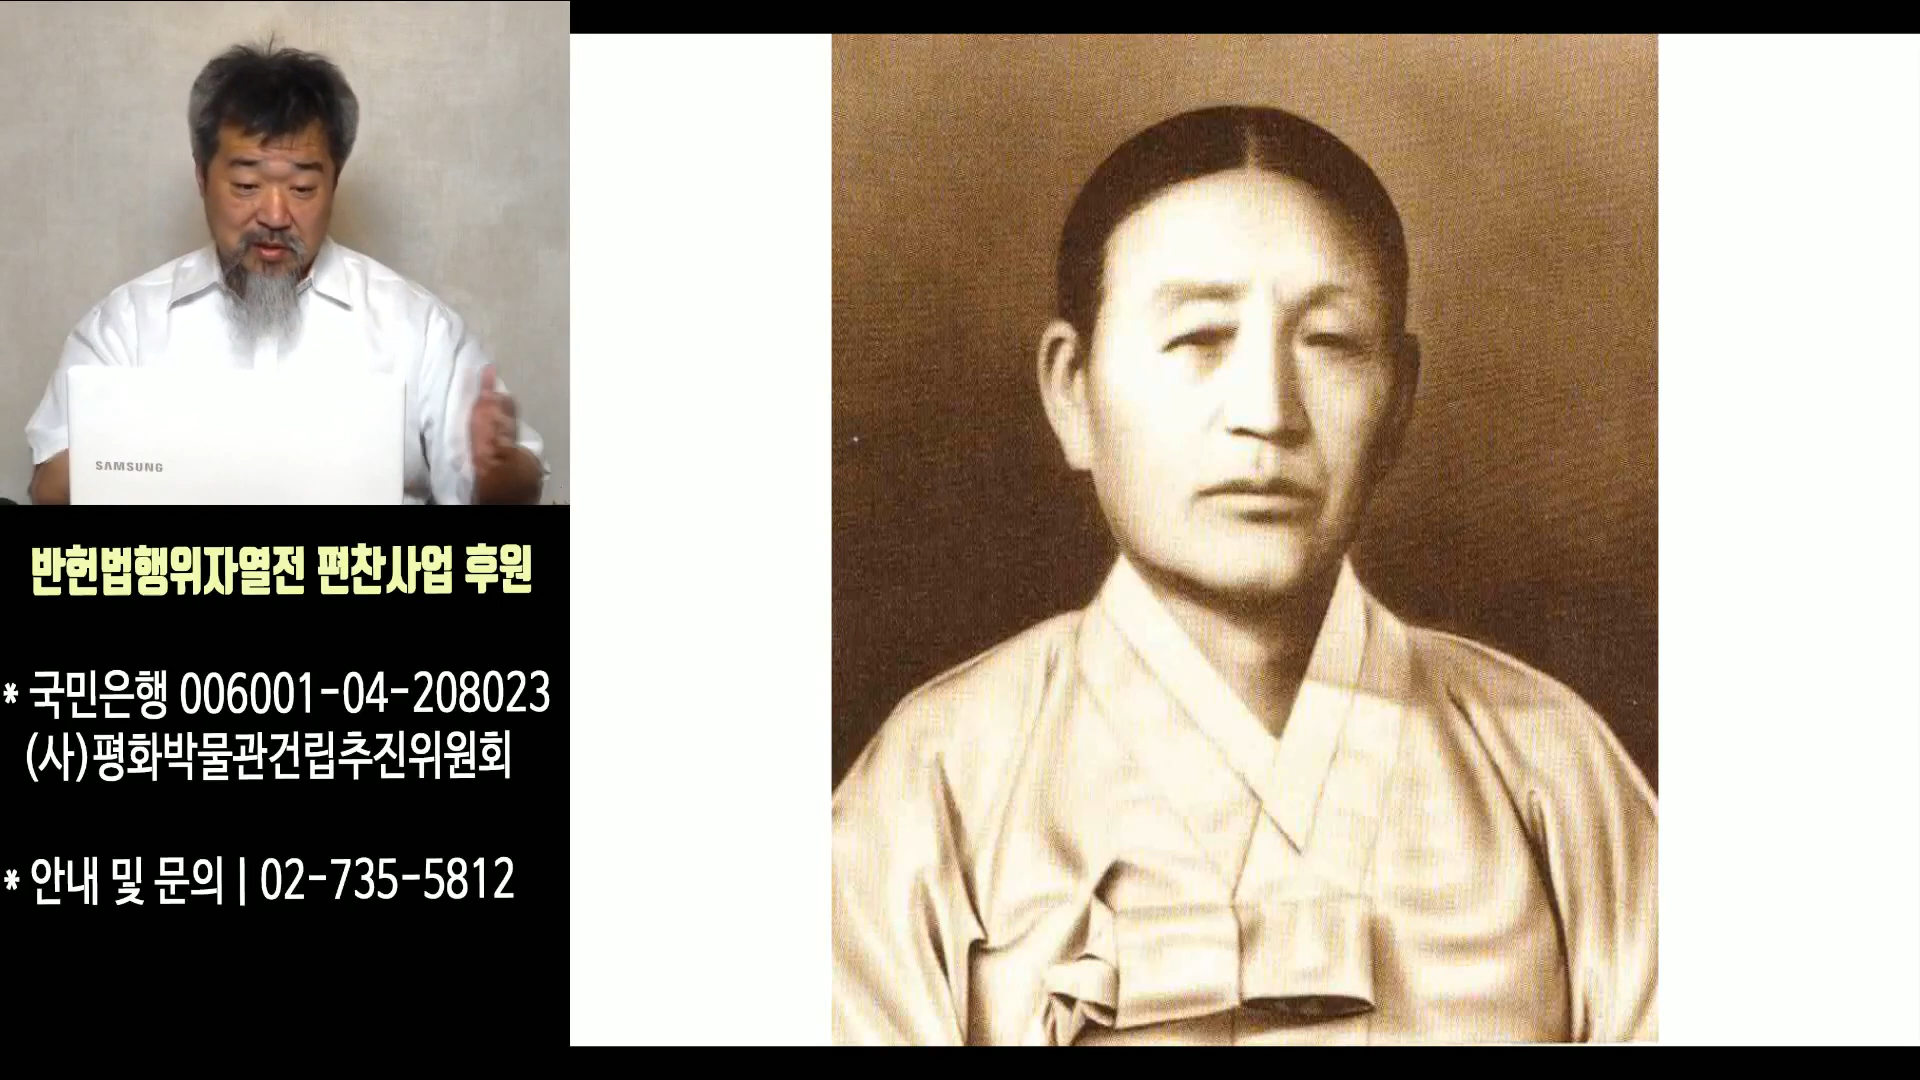 SAMSUNG
반헌법행위자열전 편찬사업 후원
* 국민은행 006001-04-208023
(사)평화박물관건립추진위원회
* 안내 및 문의 | 02-735-5812